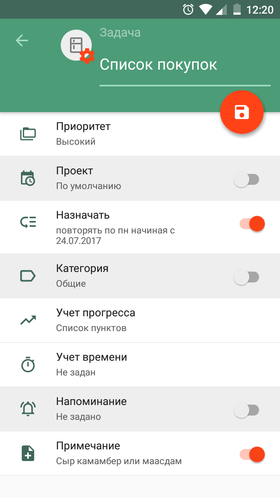 12:20
Задача
Список покупок
Приоритет
Высокий
Проект
По умолчанию
Назначать
повторять по пн начиная с
24.07.2017
Категория
Общие
Учет прогресса
Список пунктов
Учет времени
Не задан
Напоминание
Не задано
Примечание
Сыр камамбер или маасдам